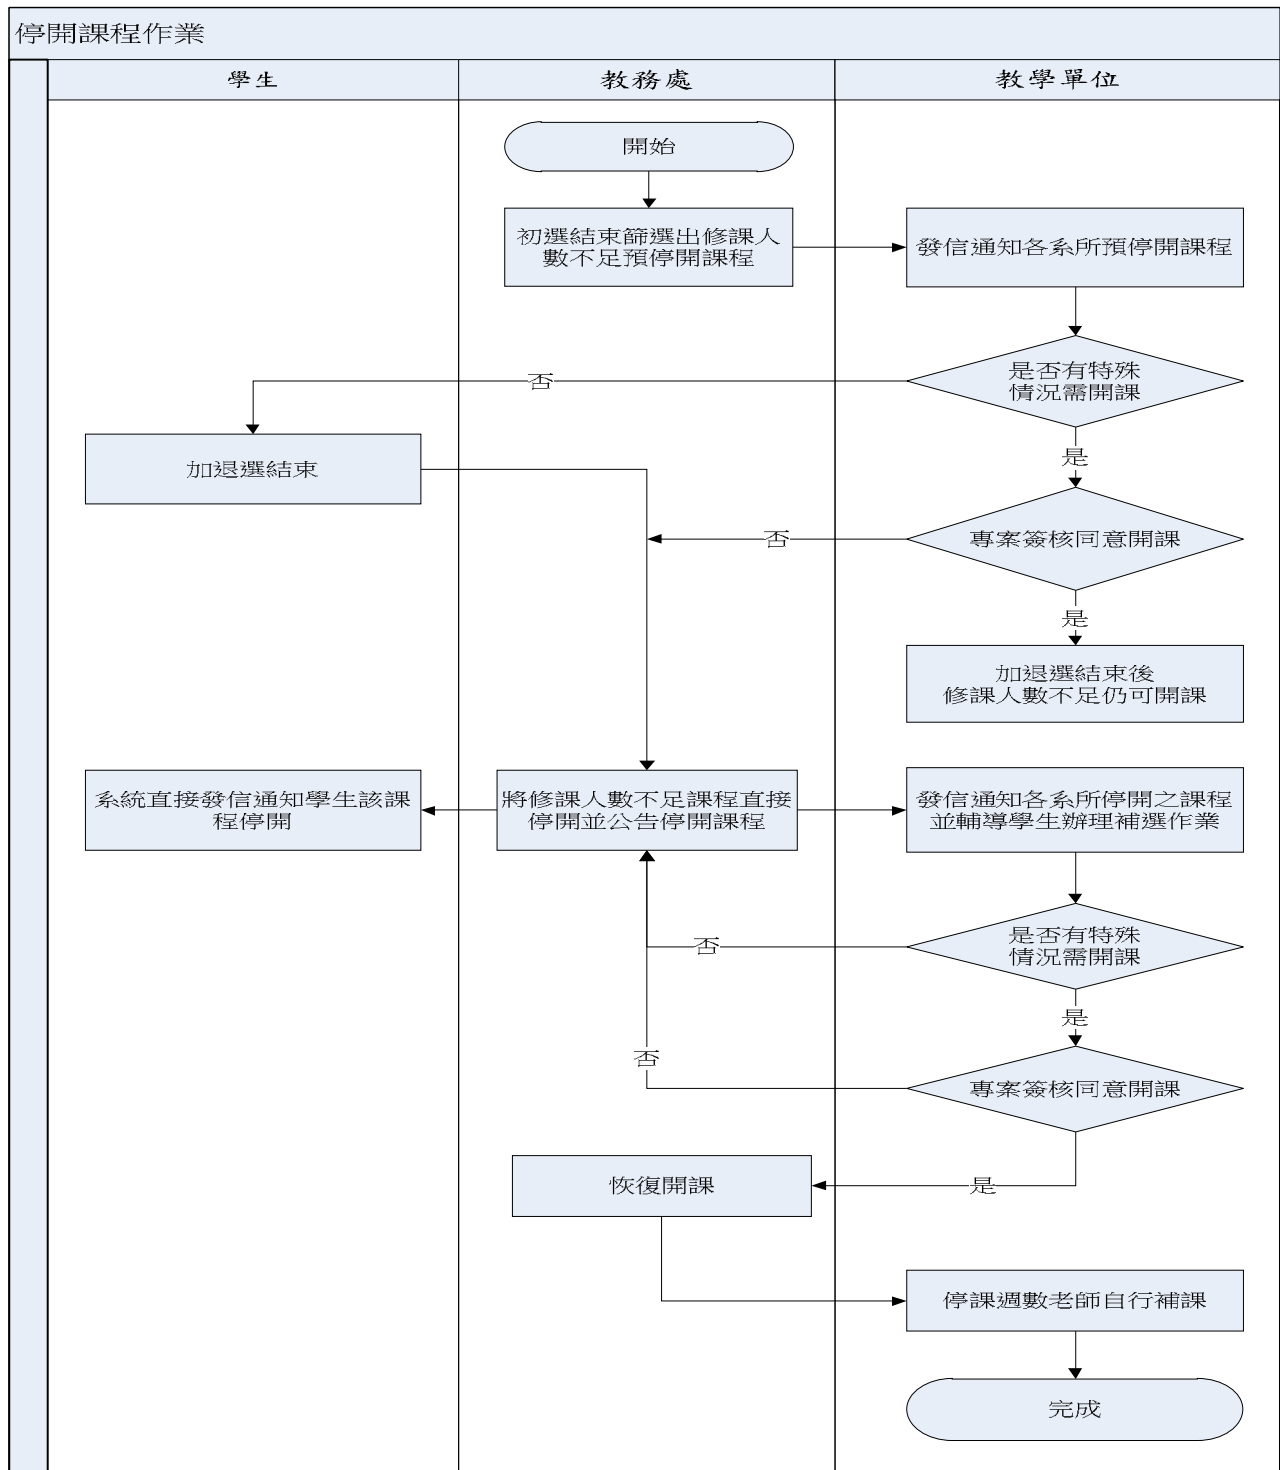 停開課程作業
學生
教務處
教學單位
開始
初選結束篩選出修課人
數不足預停開課程
發信通知各系所預停開課程
是否有特殊
情況需開課
否
加退選結束
是
專案簽核同意開課
否
是
加退選結束後
修課人數不足仍可開課
系統直接發信通知學生該課
程停開
將修課人數不足課程直接
停開並公告停開課程
發信通知各系所停開之課程
並輔導學生辦理補選作業
是否有特殊
情況需開課
否
是
否
專案簽核同意開課
恢復開課
是
停課週數老師自行補課
完成